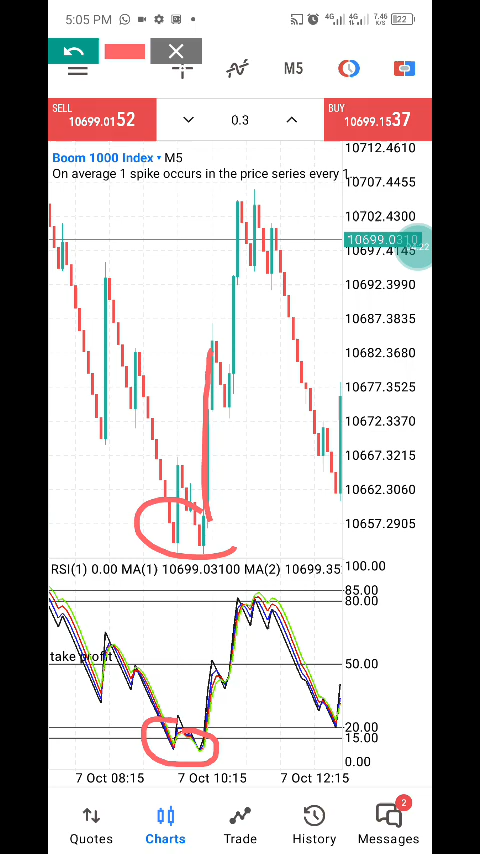 5:05 PM
4G 4G 7.46 K/S 22
M5
SELL
10699.0152
0.3
BUY
10699.1537
Boom 1000 Index M5
On average 1 spike occurs in the price series every 1...
10712.4610
10707.4455
10702.4300
10699.0310
10697.4145
10692.3990
10687.3835
10682.3680
10677.3525
10672.3370
10667.3215
10662.3060
10657.2905
RSI(1) 0.00 MA(1) 10699.03100 MA(2) 10699.35
100.00
85.00
80.00
take profit
50.00
20.00
15.00
0.00
7 Oct 08:15 7 Oct 10:15 7 Oct 12:15
2
Quotes Charts Trade History Messages